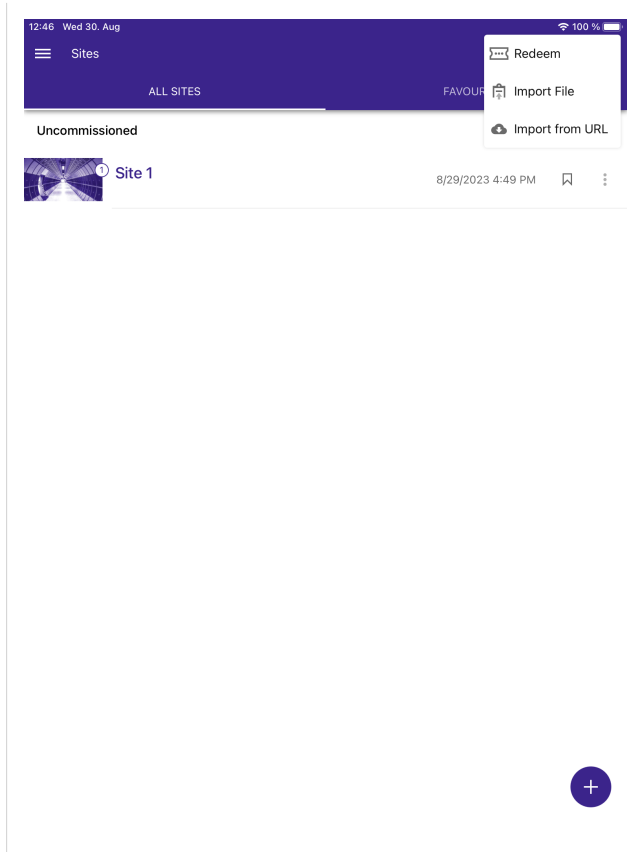 12:46 Wed 30. Aug
100 %
Sites
Redeem
ALL SITES
FAVOUR
Import File
Import from URL
Uncommissioned
1
Site 1
8/29/2023 4:49 PM